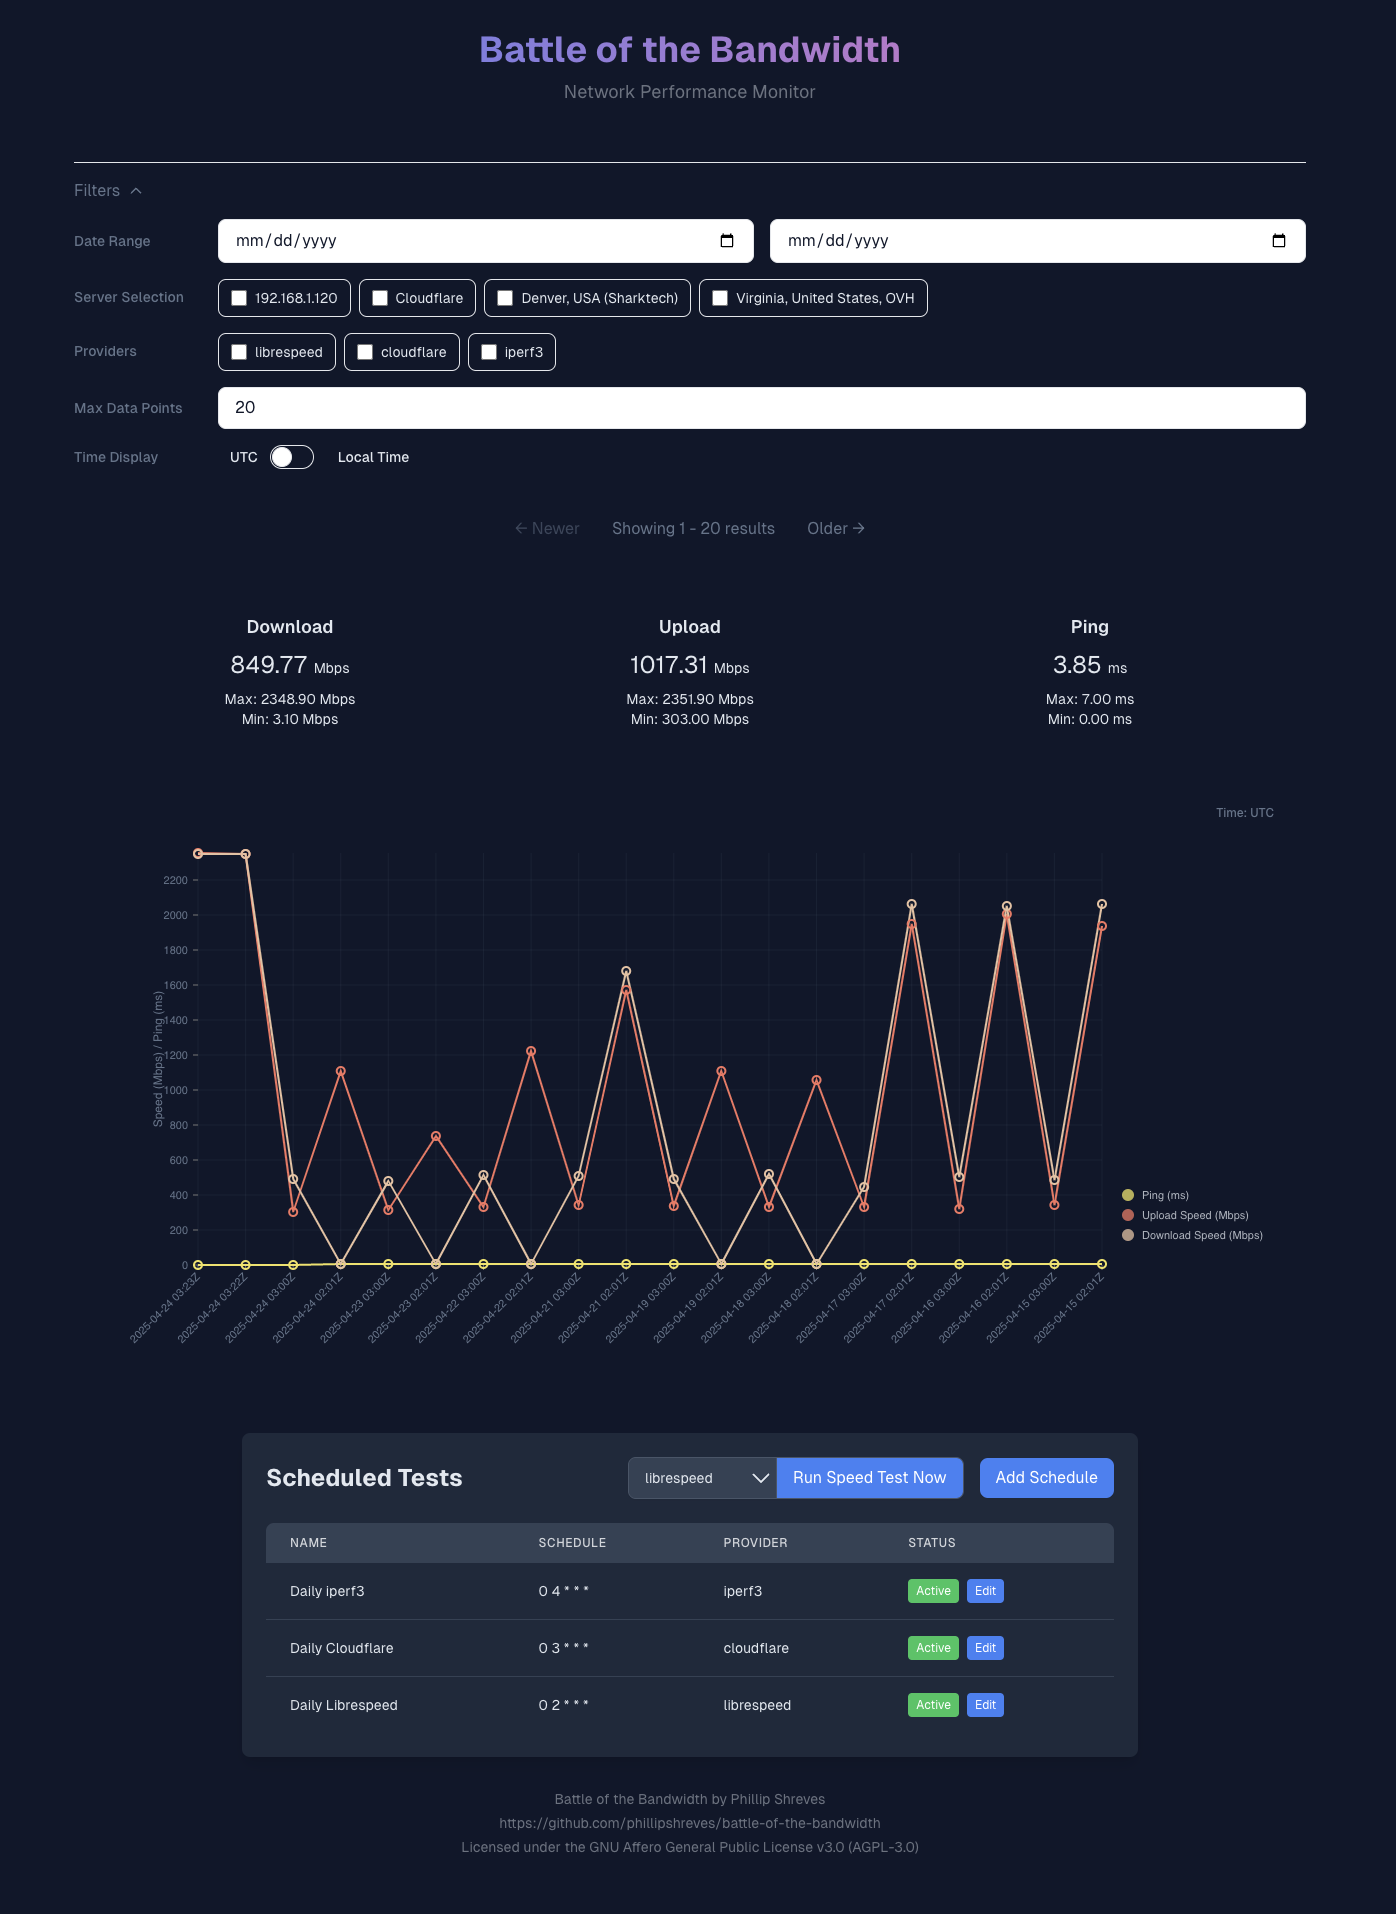 Battle of the Bandwidth
Network Performance Monitor
Filters
Date Range
mm/dd/yyyy
mm/dd/yyyy
Server Selection
192.168.1.120
Cloudflare
Denver, USA (Sharktech)
Virginia, United States, OVH
Providers
librespeed
cloudflare
iperf3
Max Data Points
20
Time Display
UTC
Local Time
← Newer
Showing 1 - 20 results
Older →
Download
849.77 Mbps
Max: 2348.90 Mbps
Min: 3.10 Mbps
Upload
1017.31 Mbps
Max: 2351.90 Mbps
Min: 303.00 Mbps
Ping
3.85 ms
Max: 7.00 ms
Min: 0.00 ms
Time: UTC
Speed (Mbps) / Ping (ms)
2200
2000
1800
1600
1400
1200
1000
800
600
400
200
0
2025-04-24 03:23Z
2025-04-24 03:22Z
2025-04-24 03:00Z
2025-04-24 02:01Z
2025-04-23 03:00Z
2025-04-23 02:01Z
2025-04-22 03:00Z
2025-04-22 02:01Z
2025-04-21 03:00Z
2025-04-21 02:01Z
2025-04-19 03:00Z
2025-04-19 02:01Z
2025-04-18 03:00Z
2025-04-18 02:01Z
2025-04-17 03:00Z
2025-04-17 02:01Z
2025-04-16 03:00Z
2025-04-16 02:01Z
2025-04-15 03:00Z
2025-04-15 02:01Z
Ping (ms)
Upload Speed (Mbps)
Download Speed (Mbps)
Scheduled Tests
librespeed
Run Speed Test Now
Add Schedule
NAME SCHEDULE PROVIDER STATUS
Daily iperf3 0 4 * * * iperf3 Active Edit
Daily Cloudflare 0 3 * * * cloudflare Active Edit
Daily Librespeed 0 2 * * * librespeed Active Edit
Battle of the Bandwidth by Phillip Shreves
https://github.com/phillipshreves/battle-of-the-bandwidth
Licensed under the GNU Affero General Public License v3.0 (AGPL-3.0)